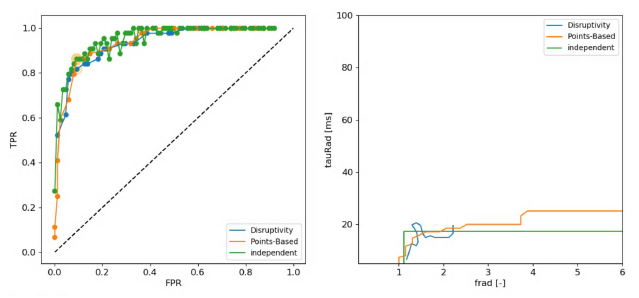 1.0
0.8
0.6
0.4
0.2
0.0
TPR
0.0
0.2
0.4
0.6
0.8
1.0
FPR
Disruptivity
Points-Based
independent
100
80
60
40
20
tauRad [ms]
1
2
3
4
5
6
frad [-]
Disruptivity
Points-Based
independent